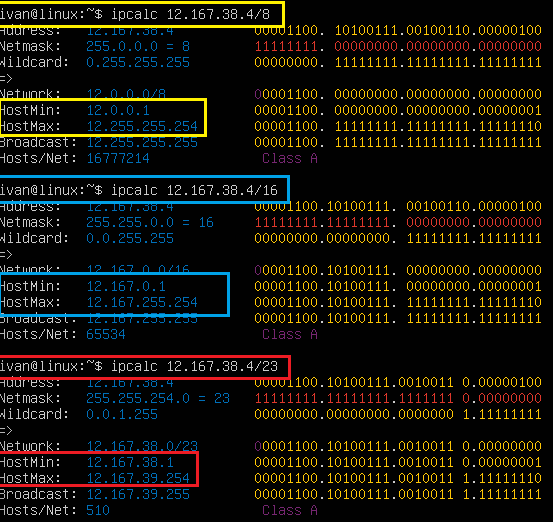 ivan@linux:~$ ipcalc 12.167.38.4/8
Address: 12.167.38.4 00001100. 10100111.00100110.00000100
Netmask: 255.0.0.0 = 8 11111111. 00000000.00000000.00000000
Wildcard: 0.255.255.255 00000000. 11111111.11111111.11111111
=>
Network: 12.0.0.0/8 00001100. 00000000.00000000.00000000
HostMin: 12.0.0.1 00001100. 00000000.00000000.00000001
HostMax: 12.255.255.254 00001100. 11111111.11111111.11111110
Broadcast: 12.255.255.255 00001100. 11111111.11111111.11111111
Hosts/Net: 16777214 Class A
ivan@linux:~$ ipcalc 12.167.38.4/16
Address: 12.167.38.4 00001100.10100111. 00100110.00000100
Netmask: 255.255.0.0 = 16 11111111.11111111. 00000000.00000000
Wildcard: 0.0.255.255 00000000.00000000. 11111111.11111111
=>
Network: 12.167.0.0/16 00001100.10100111. 00000000.00000000
HostMin: 12.167.0.1 00001100.10100111. 00000000.00000001
HostMax: 12.167.255.254 00001100.10100111. 11111111.11111110
Broadcast: 12.167.255.255 00001100.10100111. 11111111.11111111
Hosts/Net: 65534 Class A
ivan@linux:~$ ipcalc 12.167.38.4/23
Address: 12.167.38.4 00001100.10100111.0010011 0.00000100
Netmask: 255.255.254.0 = 23 11111111.11111111.1111111 0.00000000
Wildcard: 0.0.1.255 00000000.00000000.0000000 1.11111111
=>
Network: 12.167.38.0/23 00001100.10100111.0010011 0.00000000
HostMin: 12.167.38.1 00001100.10100111.0010011 0.00000001
HostMax: 12.167.39.254 00001100.10100111.0010011 1.11111110
Broadcast: 12.167.39.255 00001100.10100111.0010011 1.11111111
Hosts/Net: 510 Class A